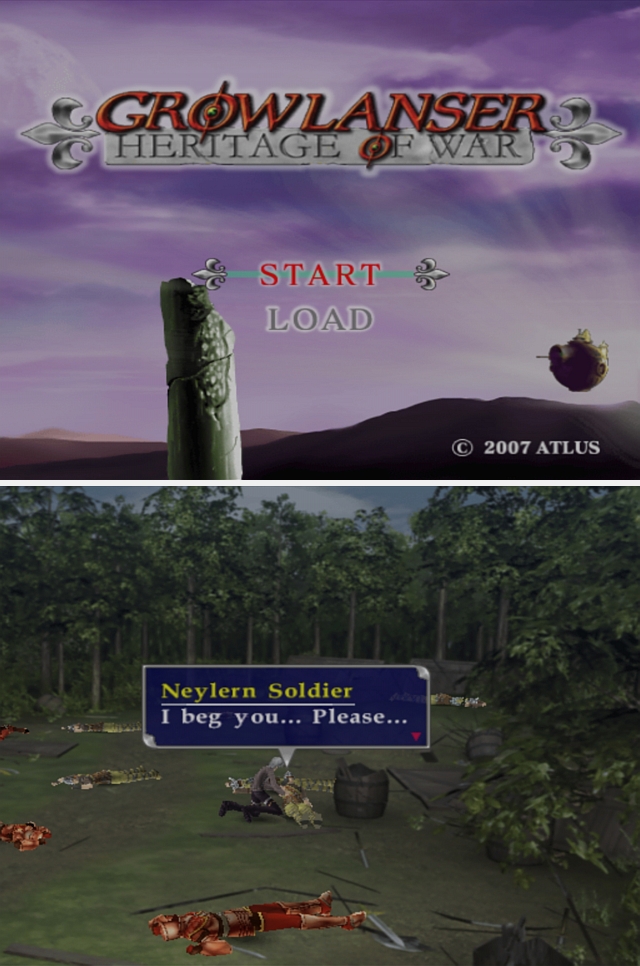 GROWLANSER
HERITAGE OF WAR
START
LOAD
© 2007 ATLUS
Neylern Soldier
I beg you... Please...